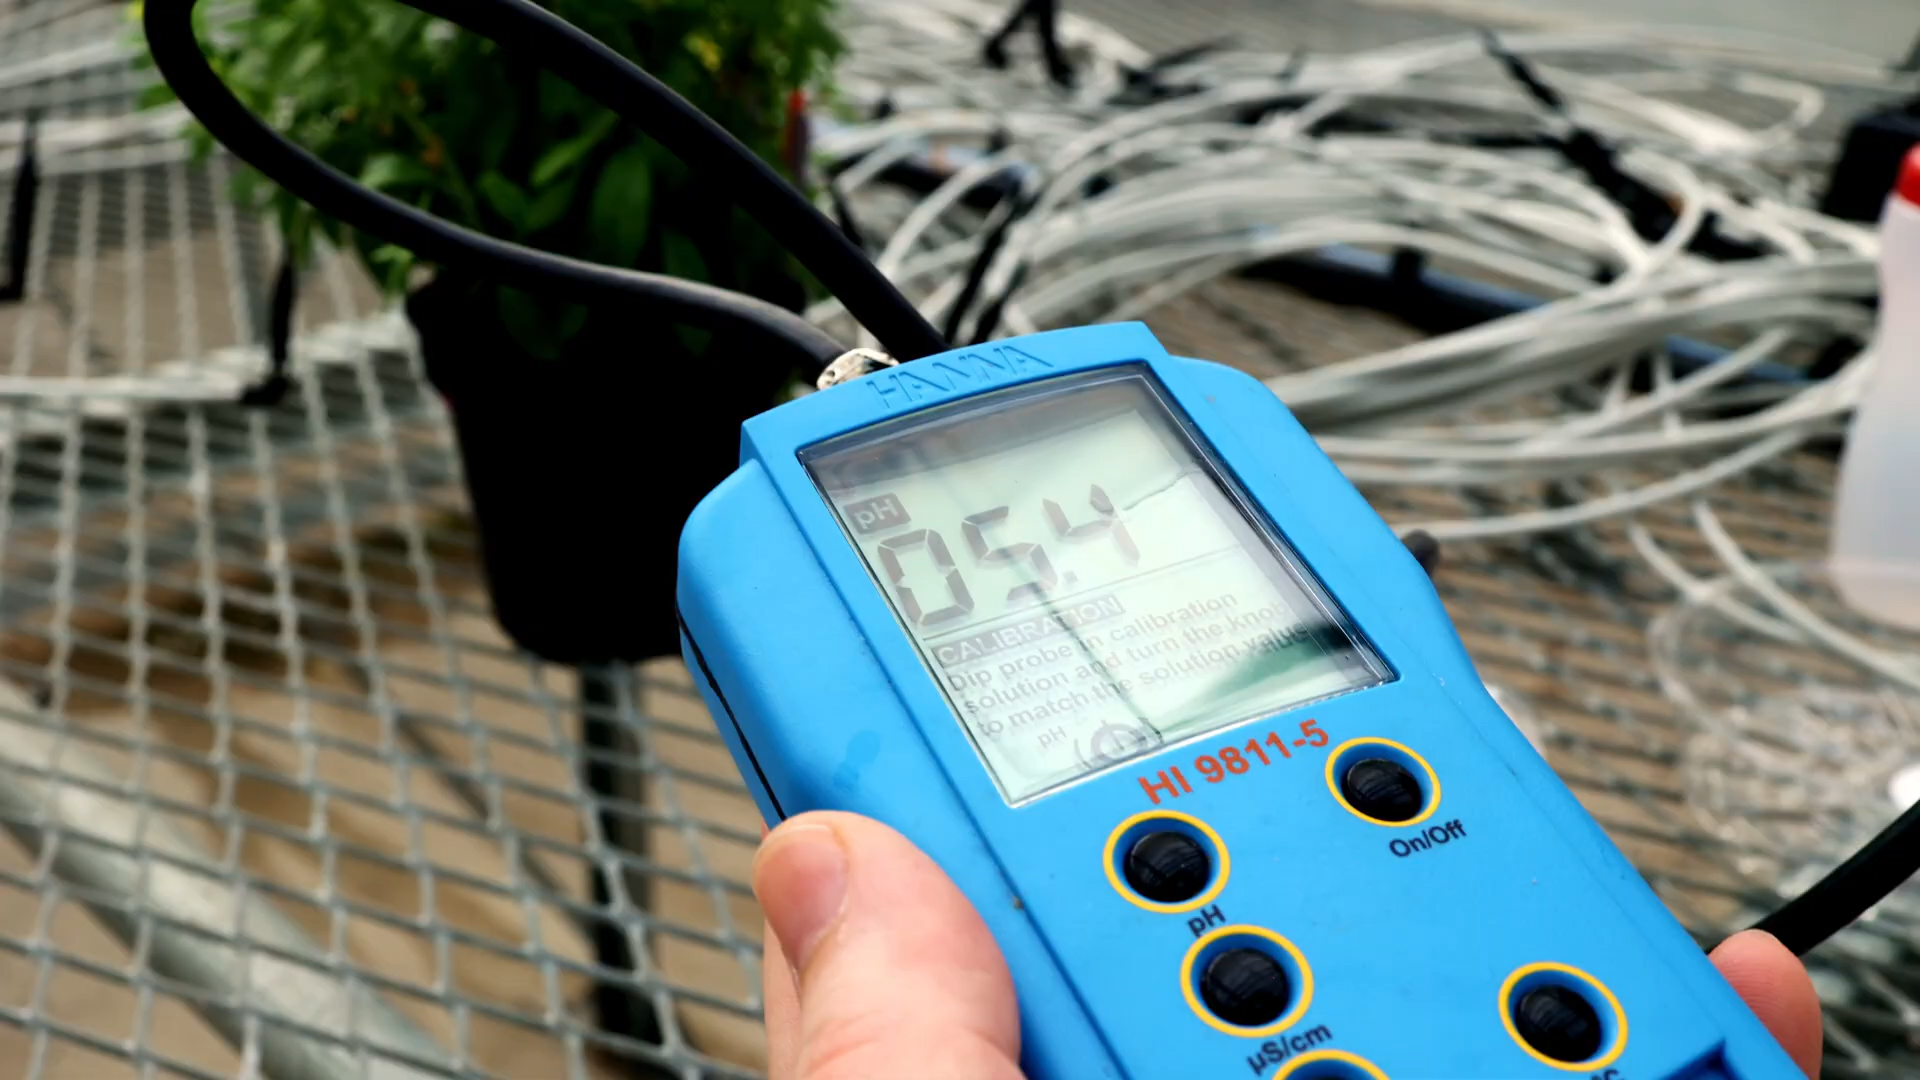 HANNA
pH
05.4
CALIBRATION
Dip probe in calibration
solution and turn the knob
to match the solution value
pH
HI 9811-5
On/Off
pH
µS/cm
°C